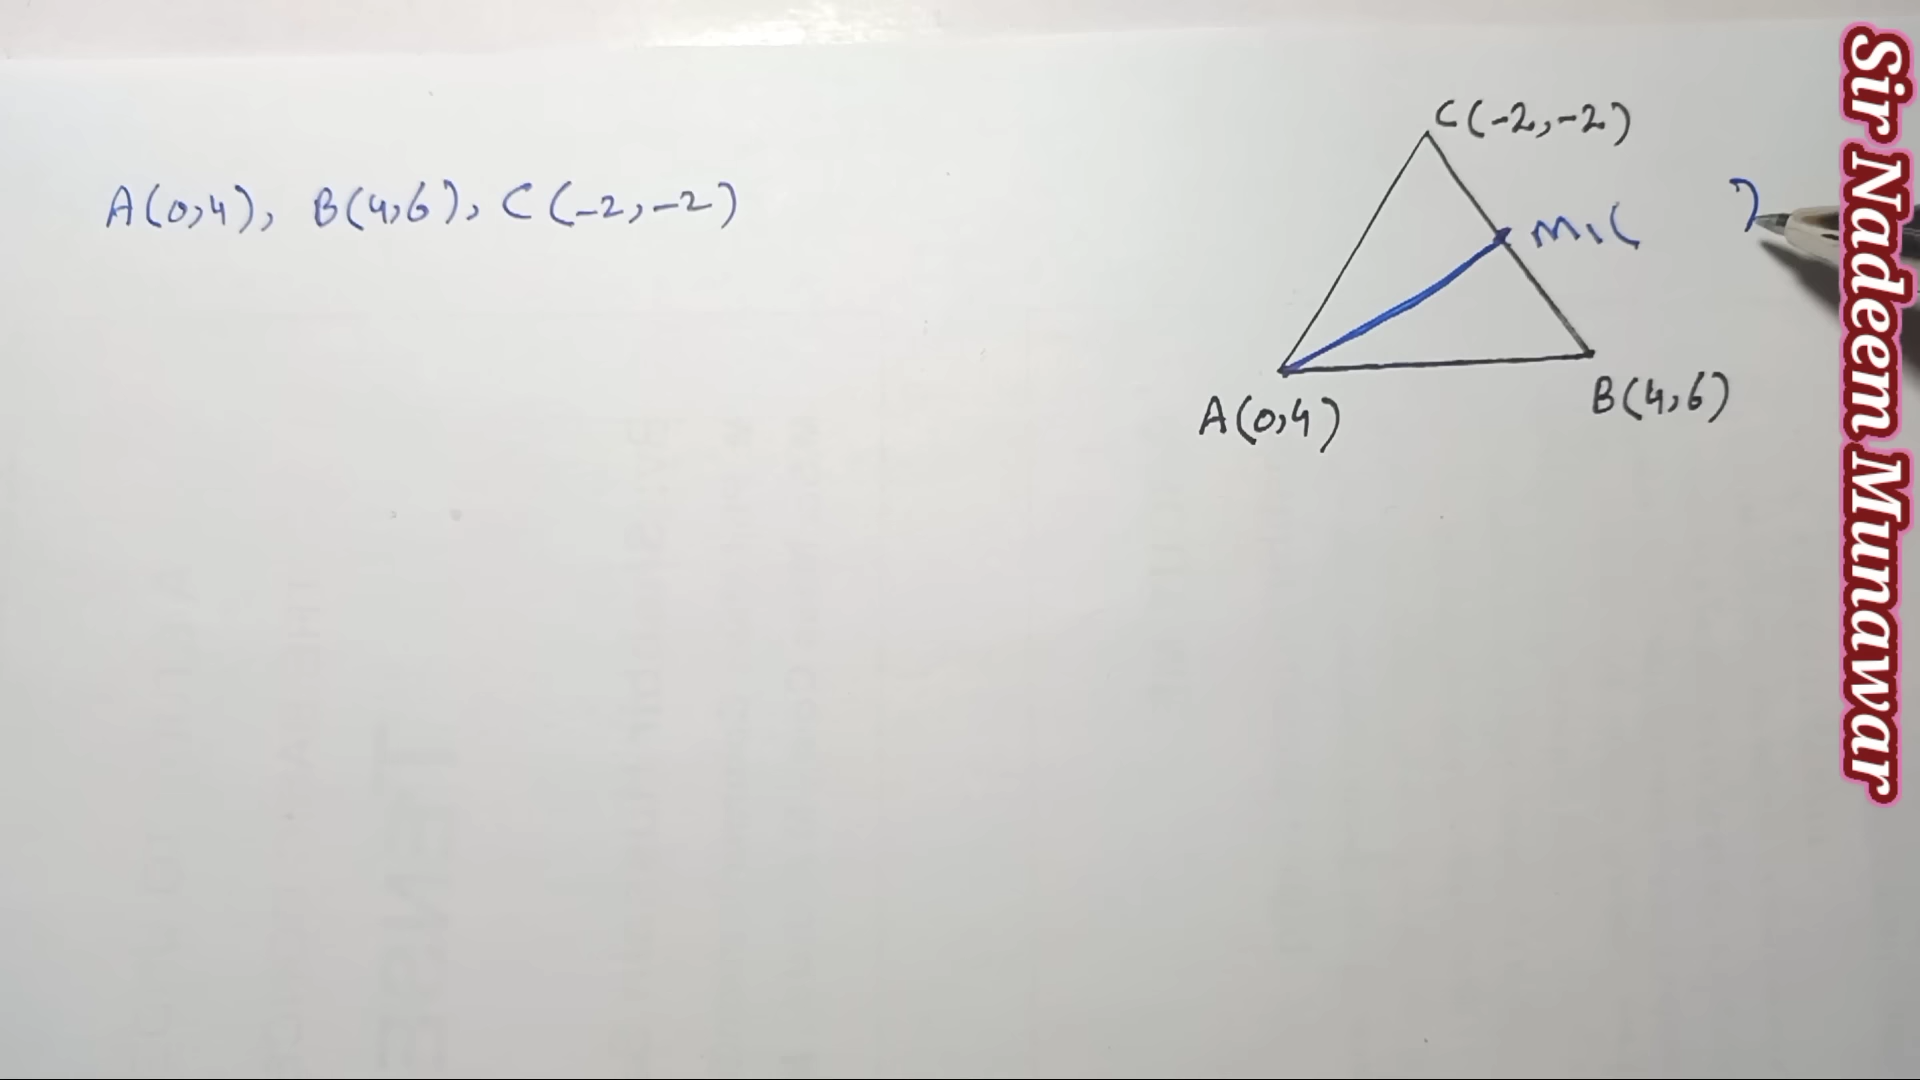 C(-2,-2)
A(0,4), B(4,6), C(-2,-2)
M1( )
A(0,4)
B(4,6)
Sir Nadeem Munawar